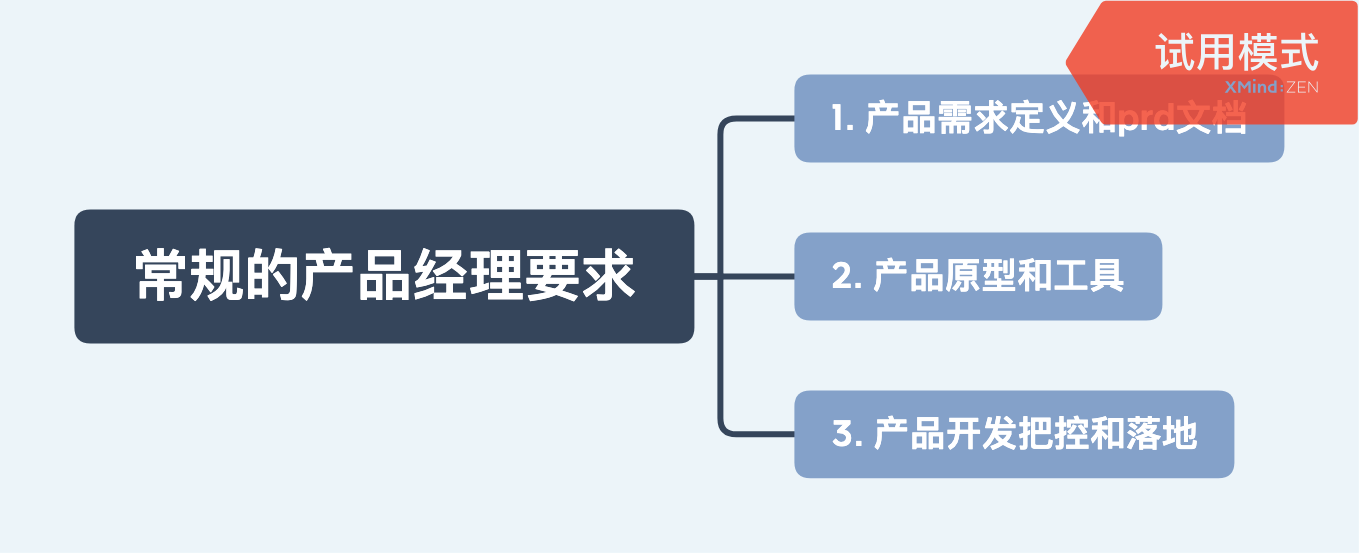 试用模式
XMind:ZEN
1. 产品需求定义和prd文档
常规的产品经理要求
2. 产品原型和工具
3. 产品开发把控和落地